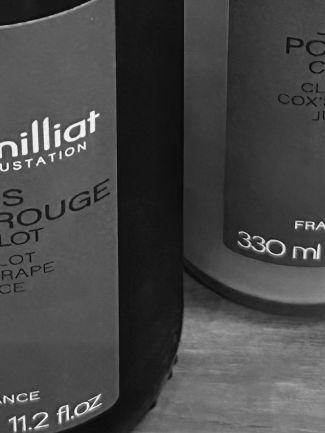 nilliat
USTATION
S
ROUGE
LOT
LOT
RAPE
CE
ANCE
11.2 fl.oz
J
PO
C
CL
COX'
JU
FRA
330 ml